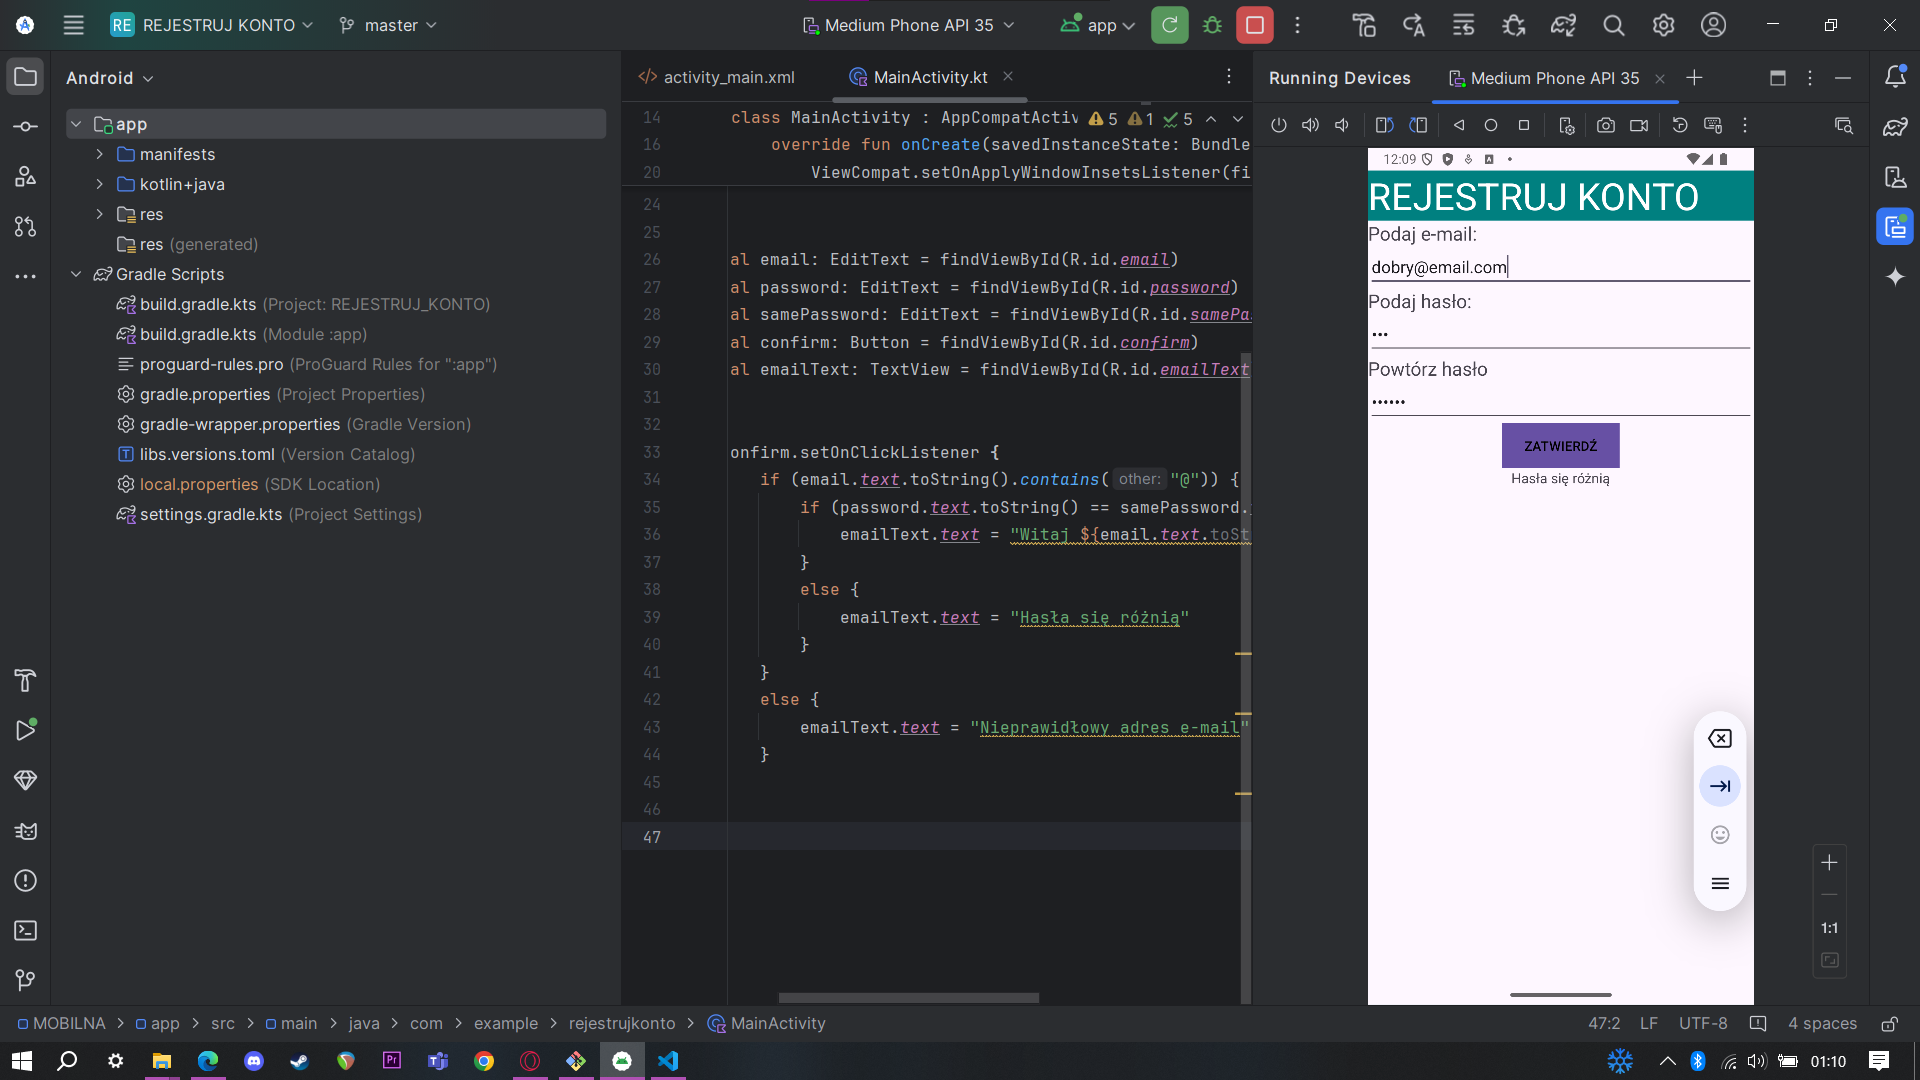 RE REJESTRUJ KONTO
master
Medium Phone API 35
app
Android
app
manifests
kotlin+java
res
res (generated)
Gradle Scripts
build.gradle.kts (Project: REJESTRUJ_KONTO)
build.gradle.kts (Module :app)
proguard-rules.pro (ProGuard Rules for ":app")
gradle.properties (Project Properties)
gradle-wrapper.properties (Gradle Version)
libs.versions.toml (Version Catalog)
local.properties (SDK Location)
settings.gradle.kts (Project Settings)
activity_main.xml
MainActivity.kt
5 1 5
14 class MainActivity : AppCompatActiv
16 override fun onCreate(savedInstanceState: Bundle
20 ViewCompat.setOnApplyWindowInsetsListener(fi
24
25
26 al email: EditText = findViewById(R.id.email)
27 al password: EditText = findViewById(R.id.password)
28 al samePassword: EditText = findViewById(R.id.samePa
29 al confirm: Button = findViewById(R.id.confirm)
30 al emailText: TextView = findViewById(R.id.emailText
31
32
33 onfirm.setOnClickListener {
34 if (email.text.toString().contains( other: "@")) {
35 if (password.text.toString() == samePassword.
36 emailText.text = "Witaj ${email.text.toSt
37 }
38 else {
39 emailText.text = "Hasła się różnią"
40 }
41 }
42 else {
43 emailText.text = "Nieprawidłowy adres e-mail"
44 }
45
46
47
Running Devices
Medium Phone API 35
12:09
REJESTRUJ KONTO
Podaj e-mail:
dobry@email.com
Podaj hasło:
•••
Powtórz hasło
••••••
ZATWIERDŹ
Hasła się różnią
1:1
MOBILNA > app > src > main > java > com > example > rejestrujkonto > MainActivity
47:2 LF UTF-8 4 spaces
Pr
01:10